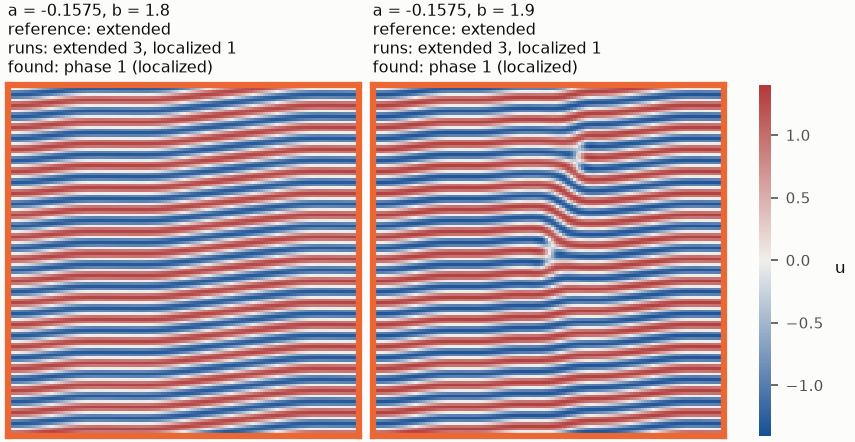 a = -0.1575, b = 1.8
reference: extended
runs: extended 3, localized 1
found: phase 1 (localized)
a = -0.1575, b = 1.9
reference: extended
runs: extended 3, localized 1
found: phase 1 (localized)
1.0
0.5
0.0
−0.5
−1.0
u